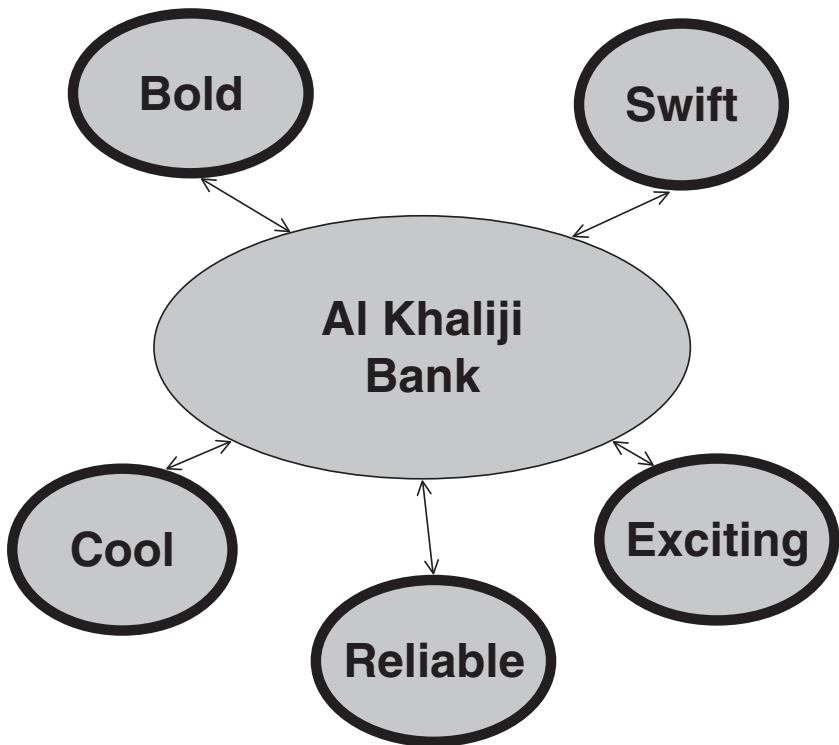 Bold
Swift
Al Khaliji
Bank
Cool
Exciting
Reliable